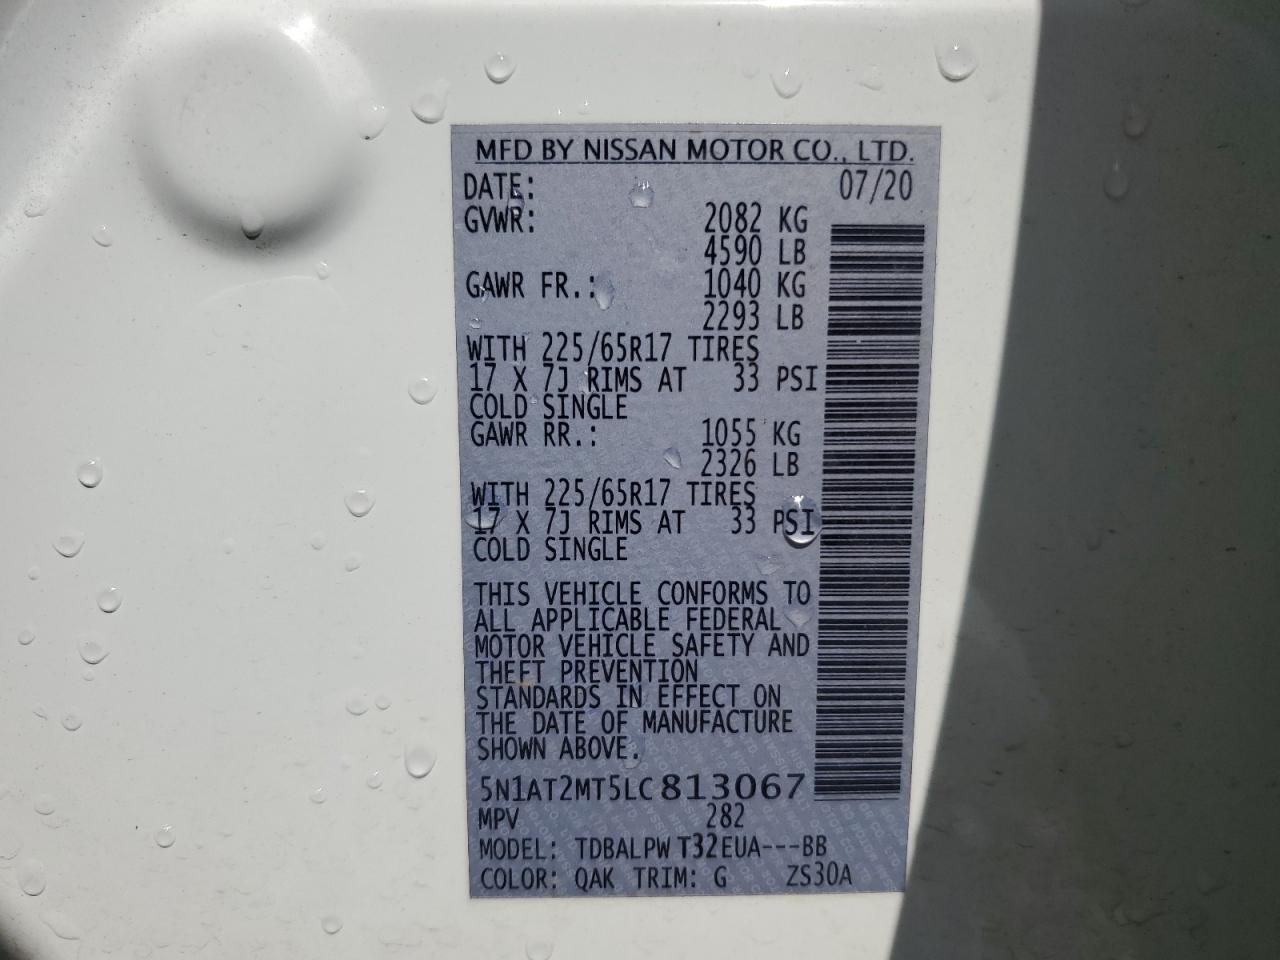 MFD BY NISSAN MOTOR CO., LTD.
DATE: 07/20
GVWR: 2082 KG
4590 LB
GAWR FR.: 1040 KG
2293 LB
WITH 225/65R17 TIRES
17 X 7J RIMS AT 33 PSI
COLD SINGLE
GAWR RR.: 1055 KG
2326 LB
WITH 225/65R17 TIRES
17 X 7J RIMS AT 33 PSI
COLD SINGLE
THIS VEHICLE CONFORMS TO
ALL APPLICABLE FEDERAL
MOTOR VEHICLE SAFETY AND
THEFT PREVENTION
STANDARDS IN EFFECT ON
THE DATE OF MANUFACTURE
SHOWN ABOVE.
5N1AT2MT5LC813067
MPV 282
MODEL: TDBALPW T32EUA---BB
COLOR: QAK TRIM: G ZS30A